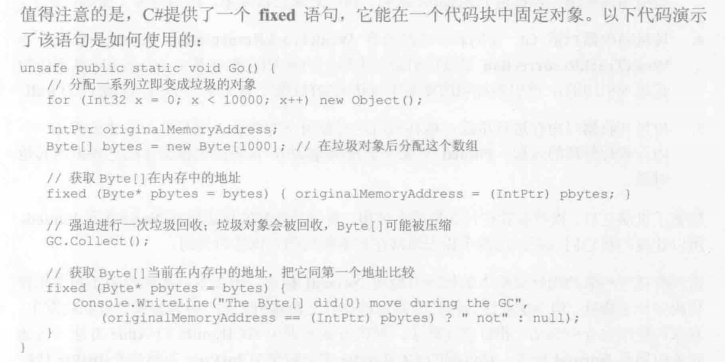 值得注意的是，C#提供了一个 fixed 语句，它能在一个代码块中固定对象。以下代码演示
了该语句是如何使用的：
unsafe public static void Go() {
    // 分配一系列立即变成垃圾的对象
    for (Int32 x = 0; x < 10000; x++) new Object();

    IntPtr originalMemoryAddress;
    Byte[] bytes = new Byte[1000]; // 在垃圾对象后分配这个数组

    // 获取 Byte[]在内存中的地址
    fixed (Byte* pbytes = bytes) { originalMemoryAddress = (IntPtr) pbytes; }

    // 强迫进行一次垃圾回收；垃圾对象会被回收，Byte[]可能被压缩
    GC.Collect();

    // 获取 Byte[]当前在内存中的地址，把它同第一个地址比较
    fixed (Byte* pbytes = bytes) {
        Console.WriteLine("The Byte[] did{0} move during the GC",
            (originalMemoryAddress == (IntPtr) pbytes) ? " not" : null);
    }
}